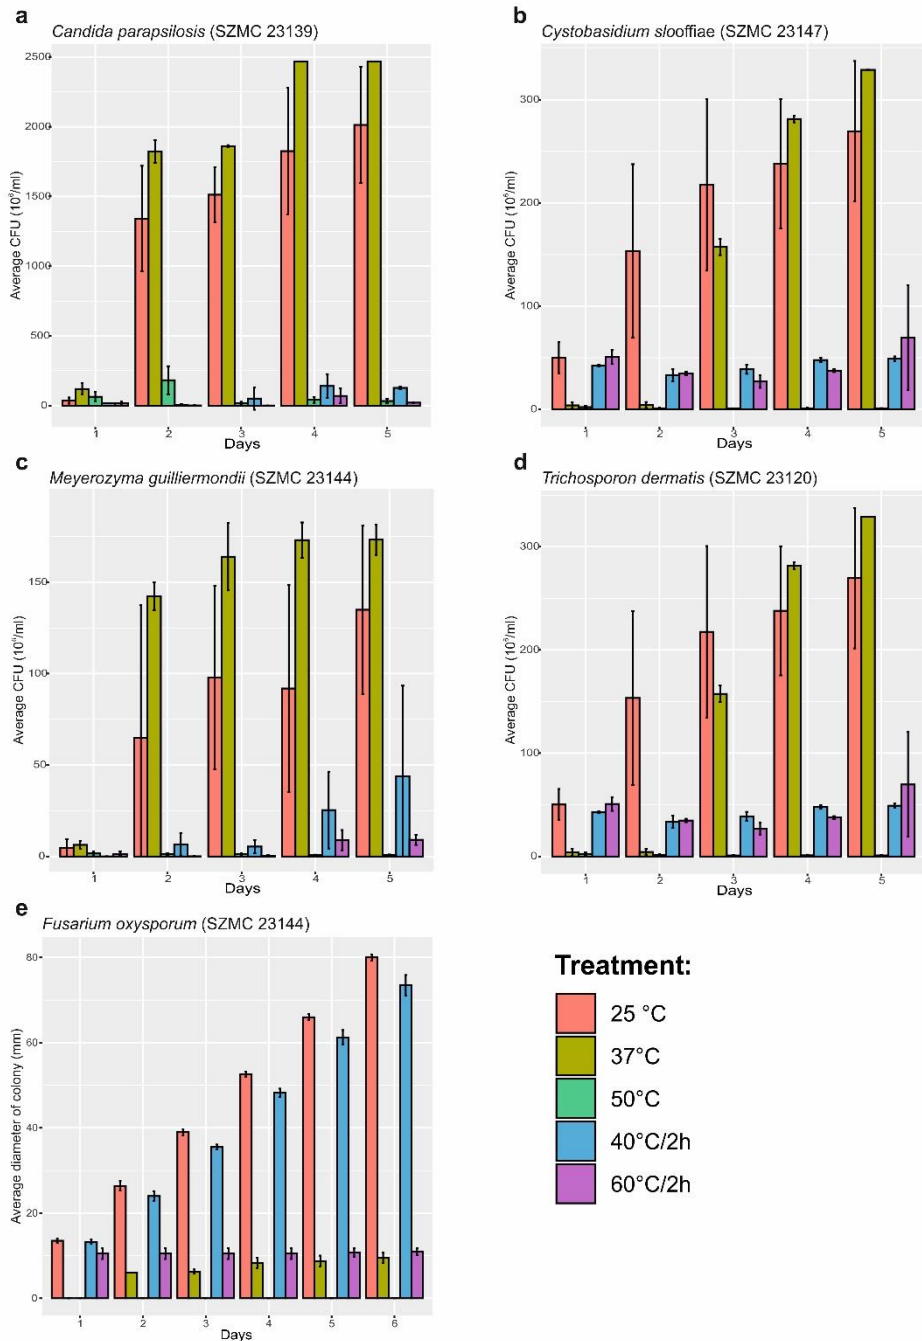 a
Candida parapsilosis (SZMC 23139)
2500
2000
1500
1000
500
0
Average CFU (10⁶/ml)
1 2 3 4 5
Days
b
Cystobasidium slooffiae (SZMC 23147)
300
200
100
0
Average CFU (10⁶/ml)
1 2 3 4 5
Days
c
Meyerozyma guilliermondii (SZMC 23144)
150
100
50
0
Average CFU (10⁶/ml)
1 2 3 4 5
Days
d
Trichosporon dermatis (SZMC 23120)
300
200
100
0
Average CFU (10⁶/ml)
1 2 3 4 5
Days
e
Fusarium oxysporum (SZMC 23144)
80
60
40
20
0
Average diameter of colony (mm)
1 2 3 4 5 6
Days
Treatment:
25 °C
37°C
50°C
40°C/2h
60°C/2h